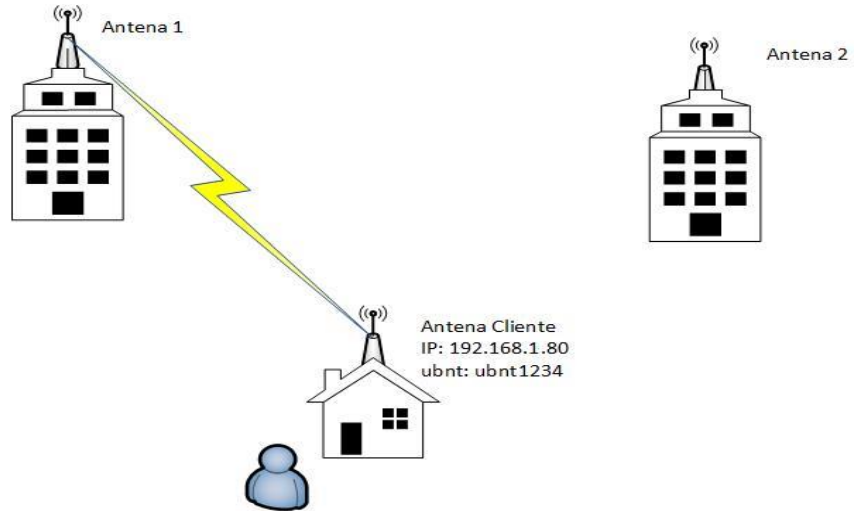 Antena 1
Antena 2
Antena Cliente
IP: 192.168.1.80
ubnt: ubnt1234